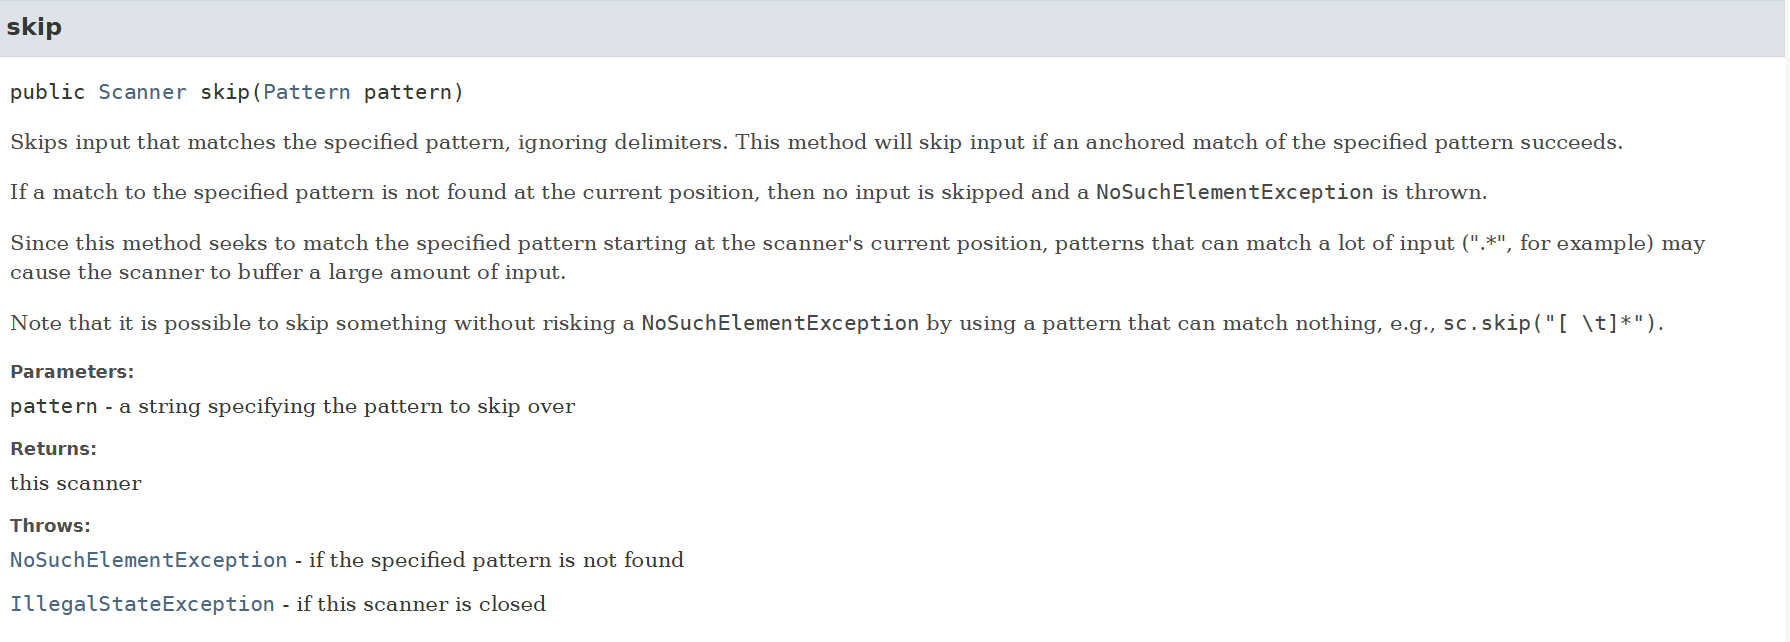 skip
public Scanner skip(Pattern pattern)
Skips input that matches the specified pattern, ignoring delimiters. This method will skip input if an anchored match of the specified pattern succeeds.
If a match to the specified pattern is not found at the current position, then no input is skipped and a NoSuchElementException is thrown.
Since this method seeks to match the specified pattern starting at the scanner's current position, patterns that can match a lot of input (".*", for example) may
cause the scanner to buffer a large amount of input.
Note that it is possible to skip something without risking a NoSuchElementException by using a pattern that can match nothing, e.g., sc.skip("[ \t]*").
Parameters:
pattern - a string specifying the pattern to skip over
Returns:
this scanner
Throws:
NoSuchElementException - if the specified pattern is not found
IllegalStateException - if this scanner is closed